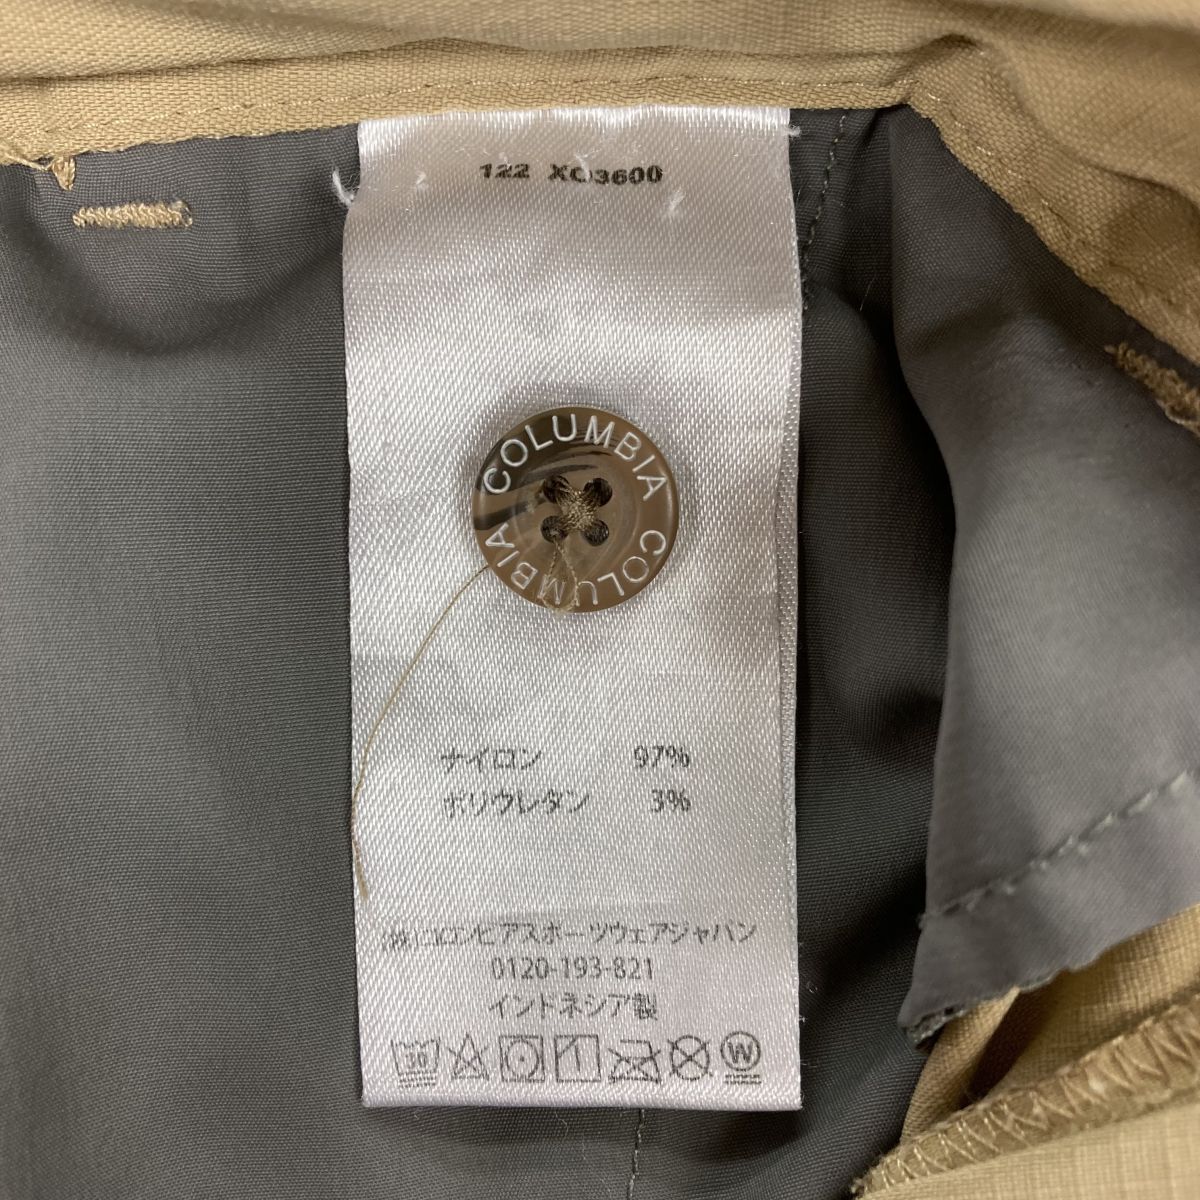 122 XO3600
COLUMBIA COLUMBIA
ナイロン 97%
ポリウレタン 3%
(株)コロンビアスポーツウェアジャパン
0120-193-821
インドネシア製
30
W